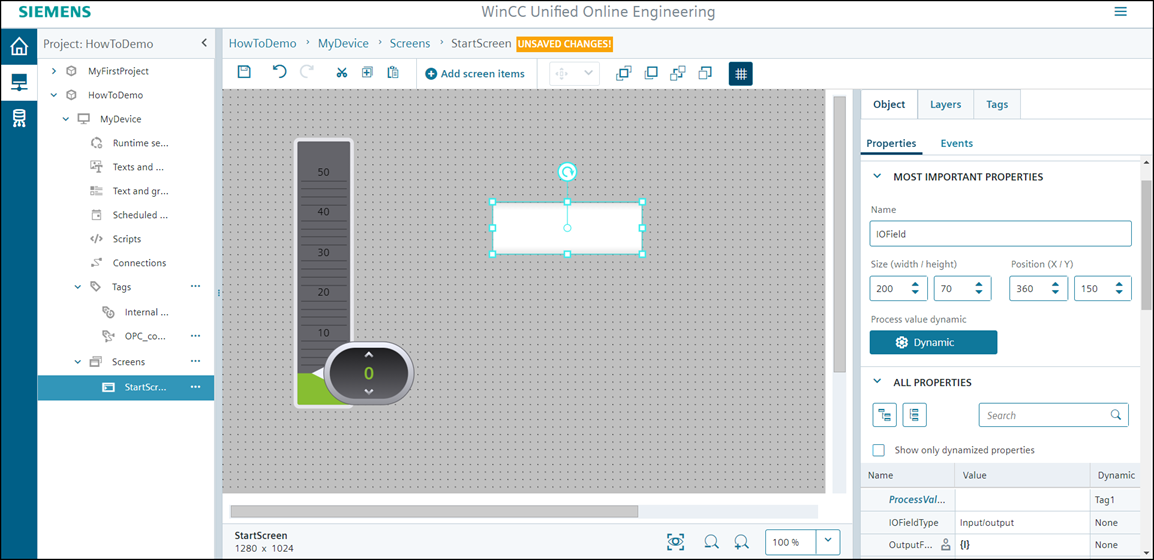 SIEMENS
WinCC Unified Online Engineering
Project: HowToDemo
HowToDemo > MyDevice > Screens > StartScreen UNSAVED CHANGES!
MyFirstProject
HowToDemo
MyDevice
Runtime se...
Texts and ...
Text and gr...
Scheduled ...
Scripts
Connections
Tags ...
Internal ...
OPC_co... ...
Screens ...
StartScr... ...
Add screen items
50
40
30
20
10
0
StartScreen
1280 x 1024
100 %
Object Layers Tags
Properties Events
MOST IMPORTANT PROPERTIES
Name
IOField
Size (width / height) Position (X / Y)
200 70 360 150
Process value dynamic
Dynamic
ALL PROPERTIES
Search
Show only dynamized properties
Name Value Dynamic
ProcessVal... Tag1
IOFieldType Input/output None
OutputF... {I} None